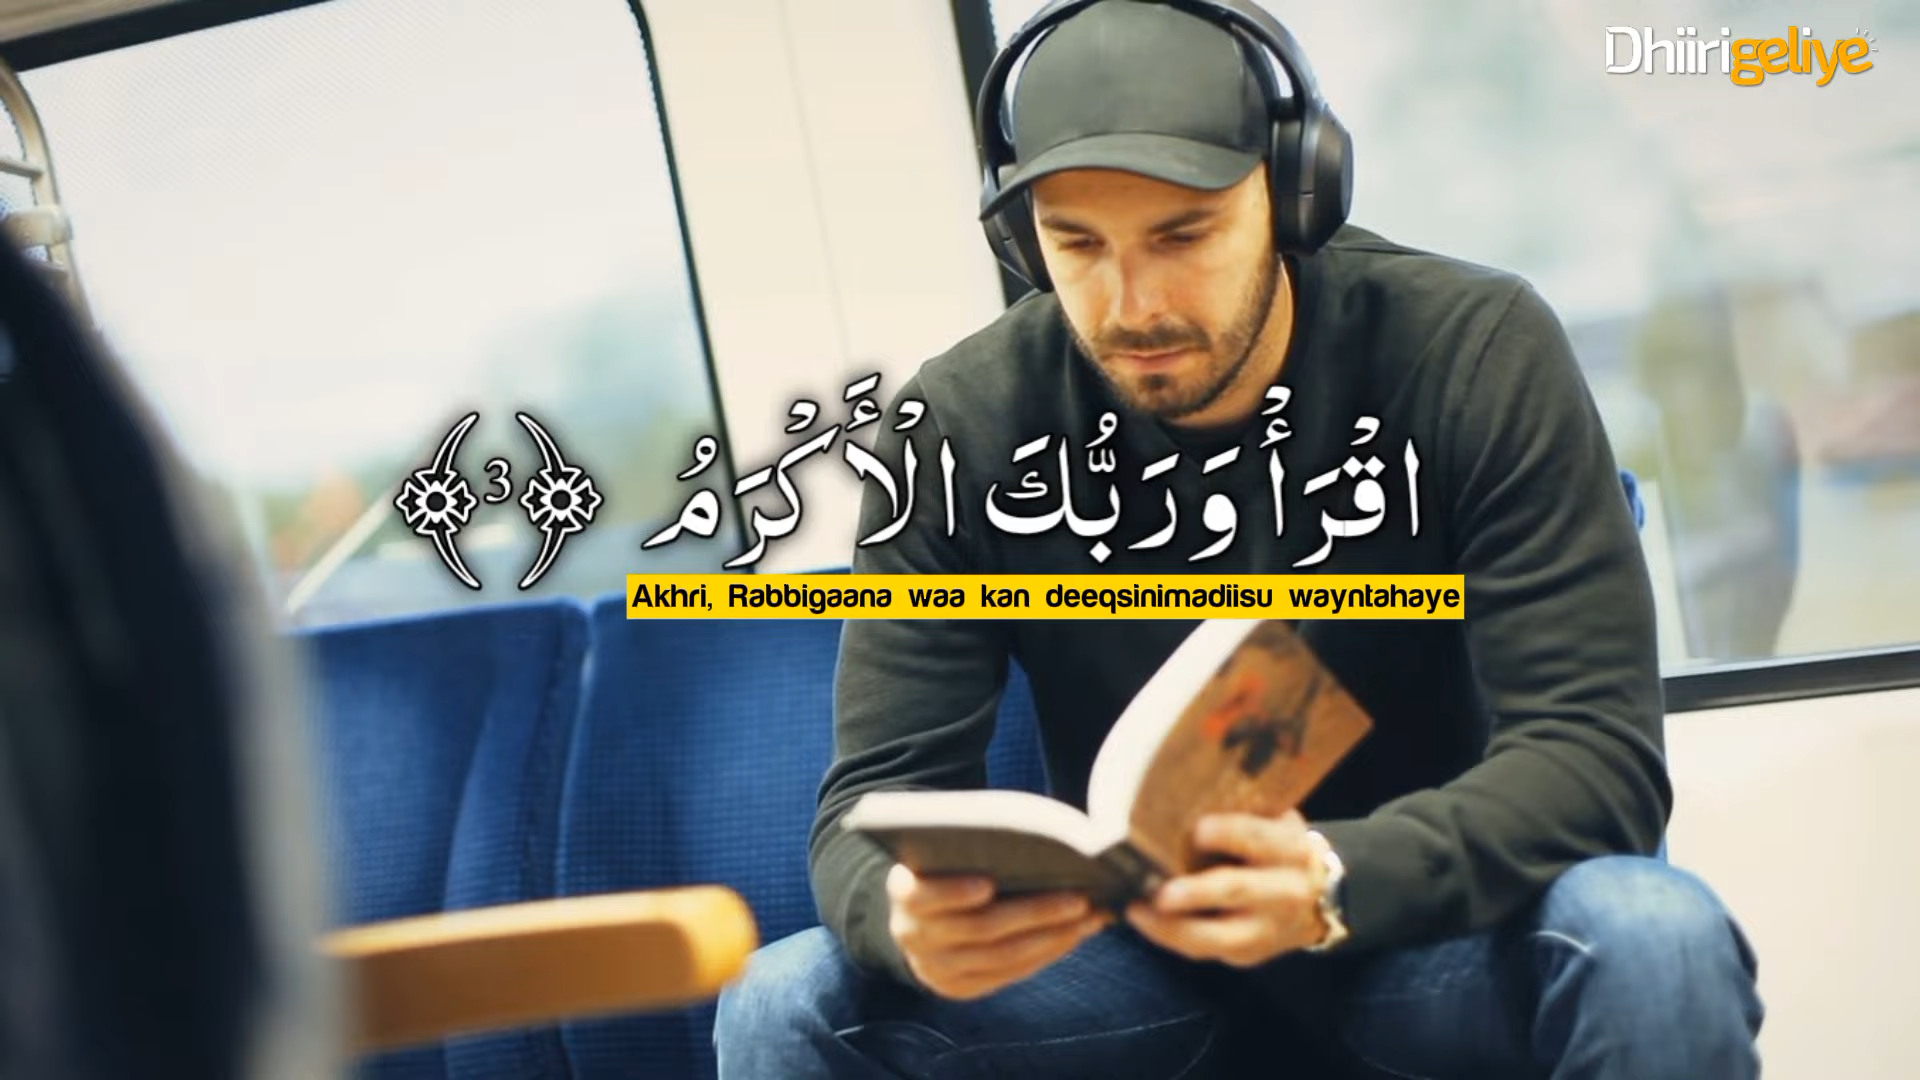 Dhiirigeliye
اقْرَأْ وَرَبُّكَ الْأَكْرَمُ ﴿3﴾
Akhri, Rabbigaana waa kan deeqsinimadiisu wayntahaye